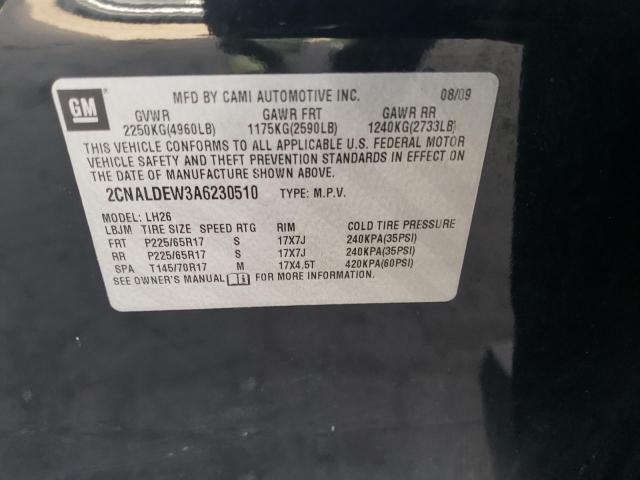 GM
MFD BY CAMI AUTOMOTIVE INC. 08/09
GVWR GAWR FRT GAWR RR
2250KG(4960LB) 1175KG(2590LB) 1240KG(2733LB)
THIS VEHICLE CONFORMS TO ALL APPLICABLE U.S. FEDERAL MOTOR
VEHICLE SAFETY AND THEFT PREVENTION STANDARDS IN EFFECT ON
THE DATE OF MANUFACTURE SHOWN ABOVE.
2CNALDEW3A6230510 TYPE: M.P.V.
MODEL: LH26
LBJM TIRE SIZE SPEED RTG RIM COLD TIRE PRESSURE
FRT P225/65R17 S 17X7J 240KPA(35PSI)
RR P225/65R17 S 17X7J 240KPA(35PSI)
SPA T145/70R17 M 17X4.5T 420KPA(60PSI)
SEE OWNER'S MANUAL FOR MORE INFORMATION.